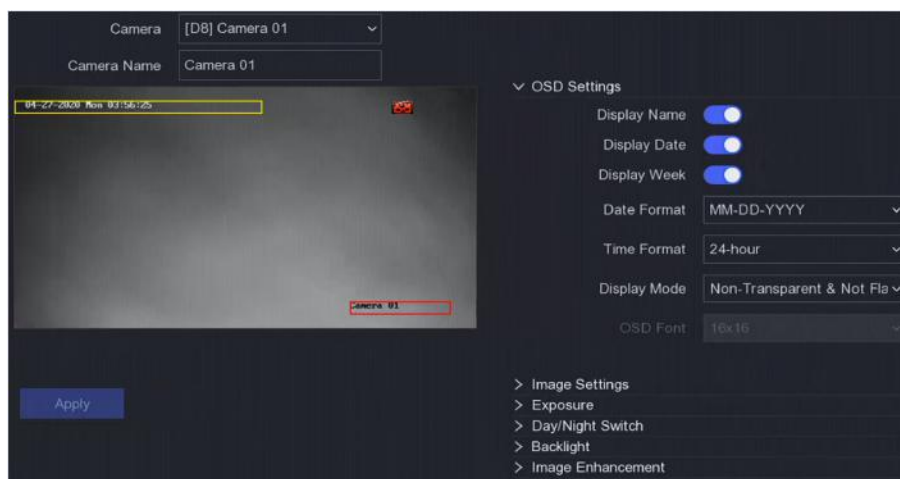 Camera [D8] Camera 01
Camera Name Camera 01
04-27-2020 Mon 03:56:25
Camera 01
Apply
OSD Settings
Display Name
Display Date
Display Week
Date Format MM-DD-YYYY
Time Format 24-hour
Display Mode Non-Transparent & Not Fla
OSD Font 16x16
Image Settings
Exposure
Day/Night Switch
Backlight
Image Enhancement